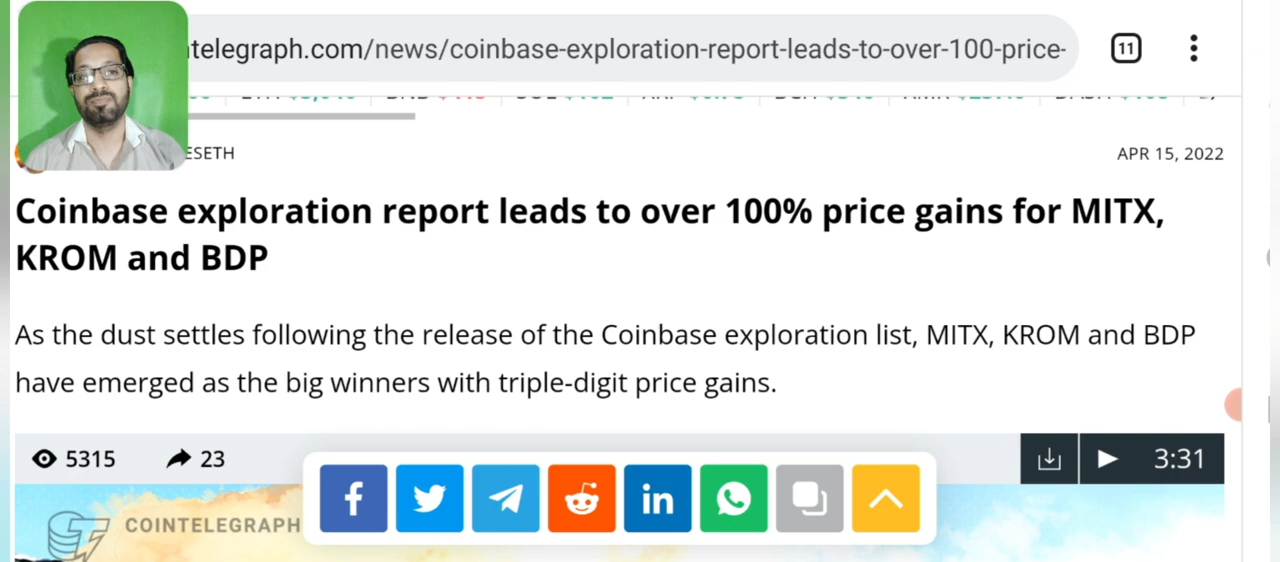 telegraph.com/news/coinbase-exploration-report-leads-to-over-100-price-
11
ESETH
APR 15, 2022
Coinbase exploration report leads to over 100% price gains for MITX,
KROM and BDP
As the dust settles following the release of the Coinbase exploration list, MITX, KROM and BDP
have emerged as the big winners with triple-digit price gains.
5315
23
3:31
f
in
COINTELEGRAPH